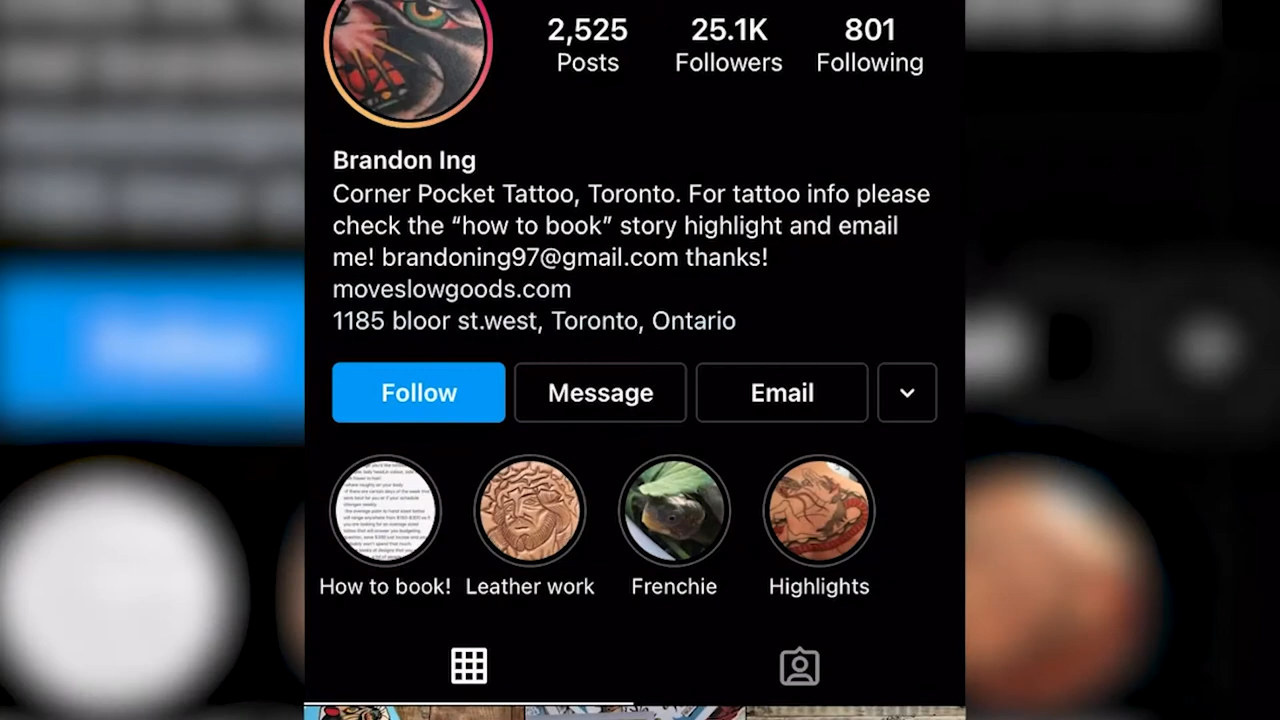 2,525 25.1K 801
Posts Followers Following
Brandon Ing
Corner Pocket Tattoo, Toronto. For tattoo info please
check the “how to book” story highlight and email
me! brandoning97@gmail.com thanks!
moveslowgoods.com
1185 bloor st.west, Toronto, Ontario
Follow Message Email
How to book! Leather work Frenchie Highlights